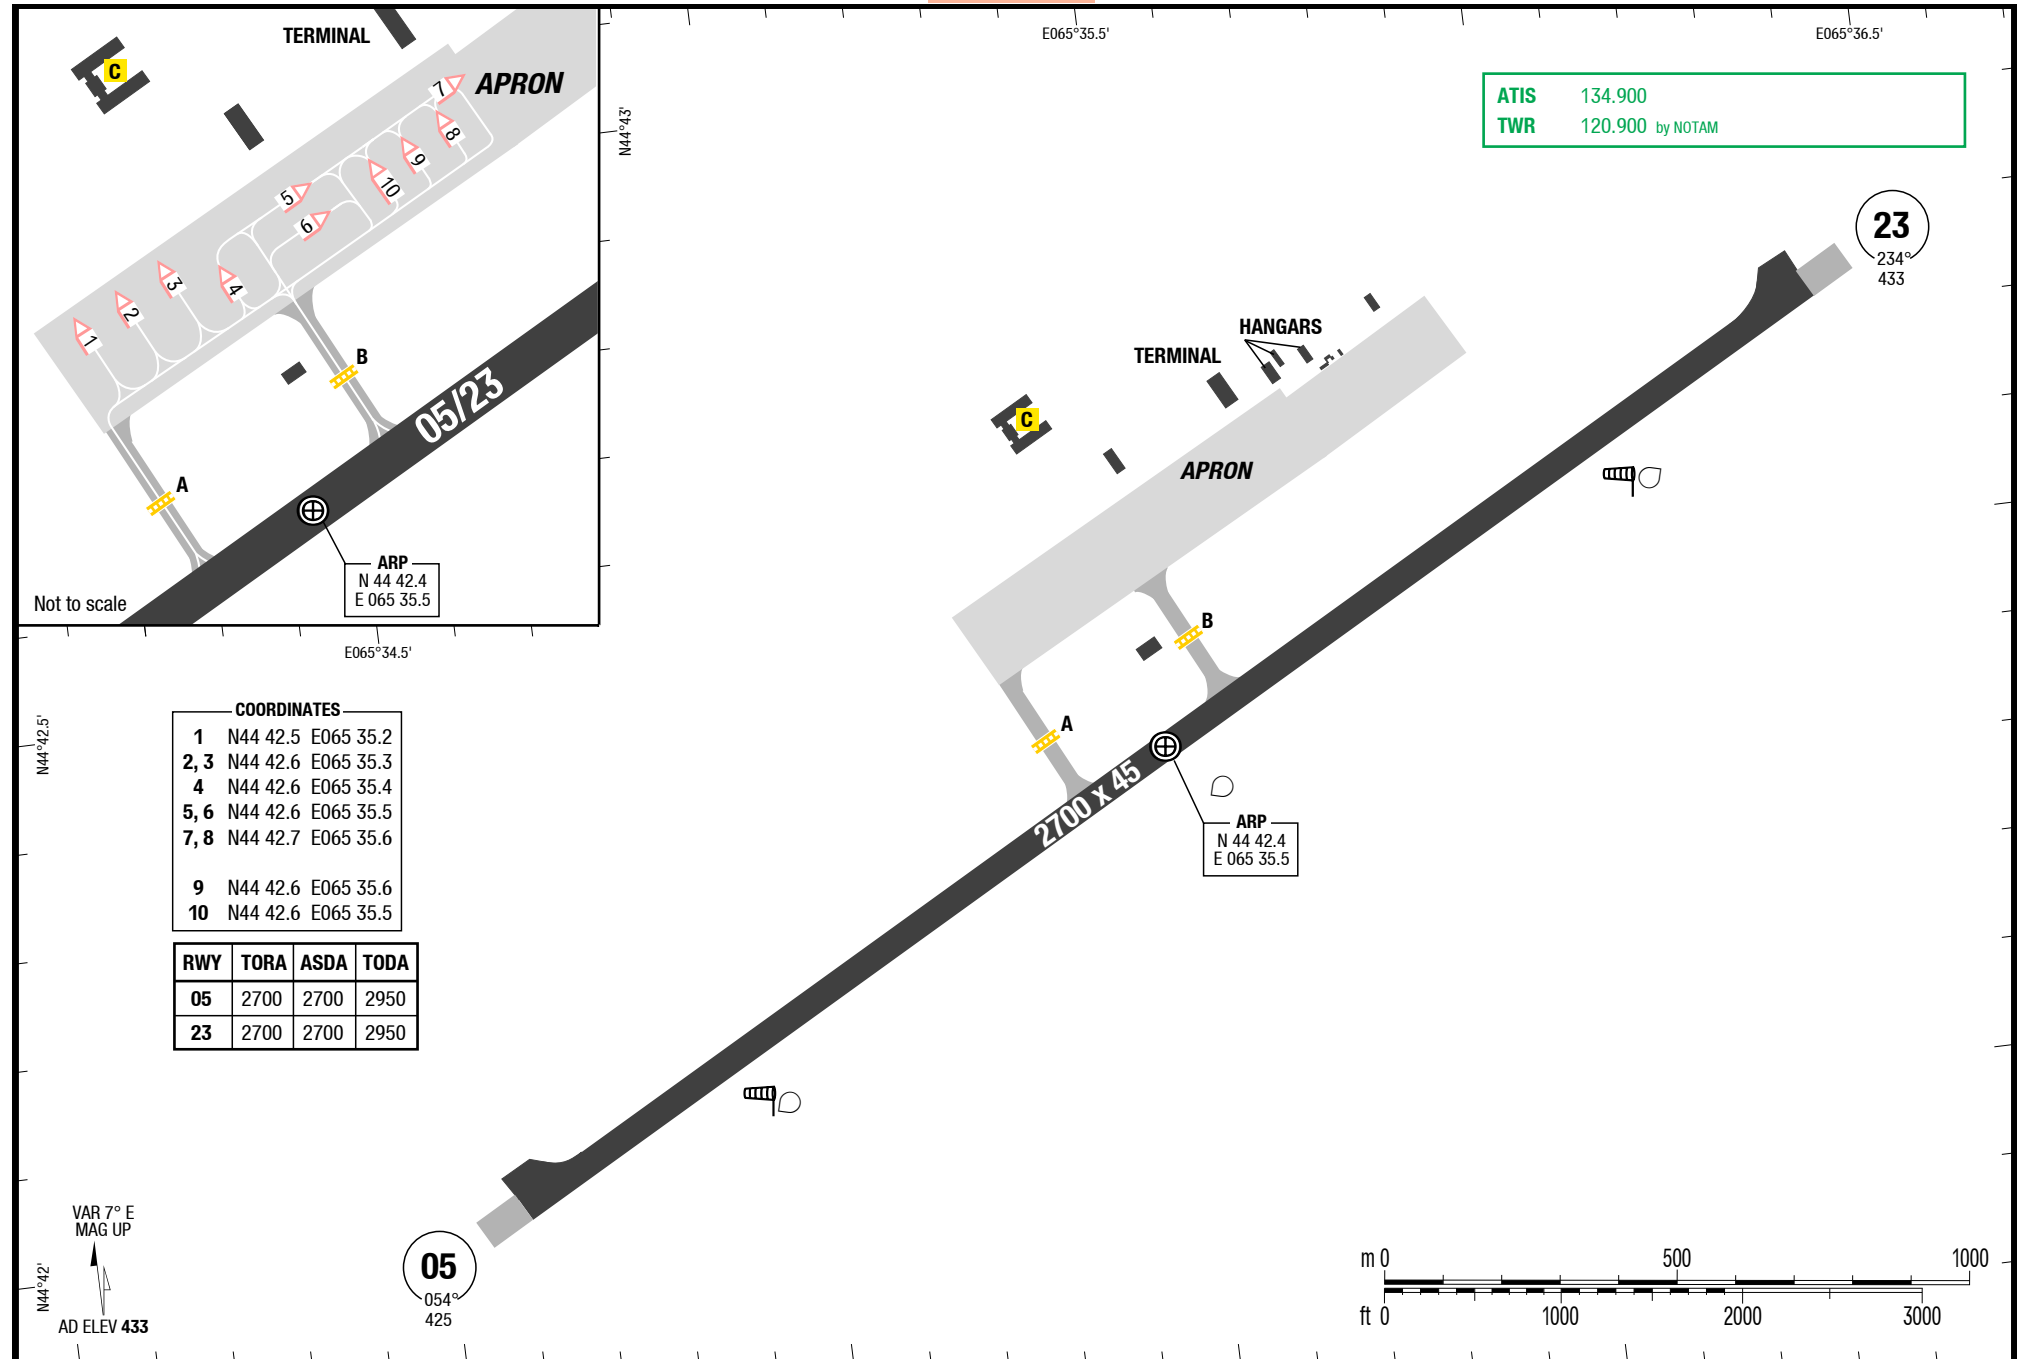 TERMINAL
C
APRON
7
8
9
10
5
6
3
4
2
1
B
A
05/23
ARP
N 44 42.4
E 065 35.5
Not to scale
E065°35.5'
E065°36.5'
N44°43'
ATIS 134.900
TWR 120.900 by NOTAM
23
234°
433
HANGARS
TERMINAL
C
APRON
B
A
2700 x 45
ARP
N 44 42.4
E 065 35.5
E065°34.5'
N44°42.5'
COORDINATES
1 N44 42.5 E065 35.2
2, 3 N44 42.6 E065 35.3
4 N44 42.6 E065 35.4
5, 6 N44 42.6 E065 35.5
7, 8 N44 42.7 E065 35.6
9 N44 42.6 E065 35.6
10 N44 42.6 E065 35.5
RWY TORA ASDA TODA
05 2700 2700 2950
23 2700 2700 2950
VAR 7° E
MAG UP
N44°42'
AD ELEV 433
05
054°
425
m 0 500 1000
ft 0 1000 2000 3000